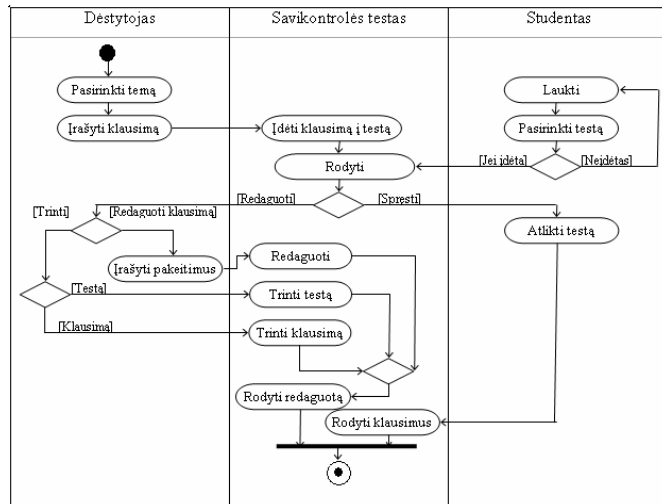 Dėstytojas Savikontrolės testas Studentas
Pasirinkti temą
Laukti
Įrašyti klausimą
Įdėti klausimą į testą
Pasirinkti testą
Rodyti
[Jei įdėta]
[Neįdėtas]
[Trinti]
[Redaguoti klausimą]
[Redaguoti]
[Spręsti]
Atlikti testą
Įrašyti pakeitimus
Redaguoti
[Testą]
Trinti testą
[Klausimą]
Trinti klausimą
Rodyti redaguotą
Rodyti klausimus